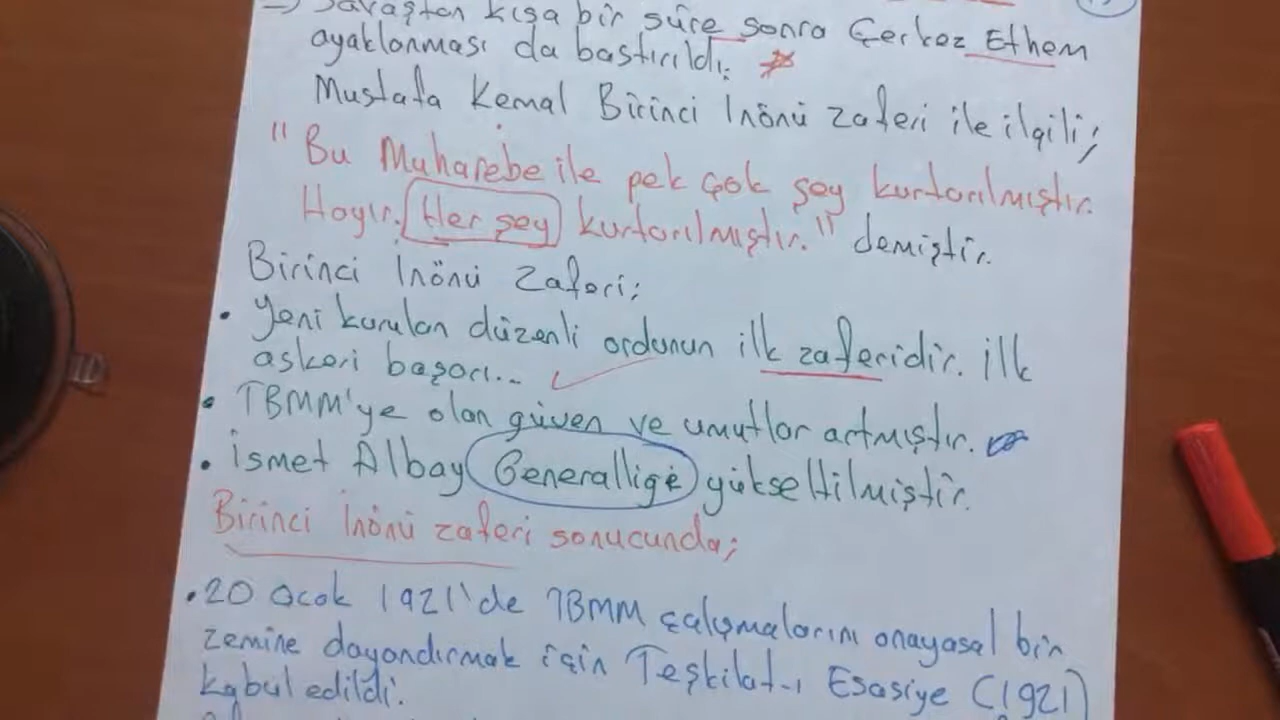 → Savaştan kısa bir süre sonra Çerkez Ethem
ayaklanması da bastırıldı.
Mustafa Kemal Birinci İnönü zaferi ile ilgili;
"Bu Muharebe ile pek çok şey kurtarılmıştır.
Hayır. Her şey kurtarılmıştır." demiştir.
Birinci İnönü Zaferi;
• Yeni kurulan düzenli ordunun ilk zaferidir. ilk
askeri başarı...
• TBMM'ye olan güven ve umutlar artmıştır.
• İsmet Albay Generalliğe yükseltilmiştir.
Birinci İnönü zaferi sonucunda;
• 20 Ocak 1921'de TBMM çalışmalarını anayasal bir
zemine dayandırmak için Teşkilat-ı Esasiye (1921)
kabul edildi.